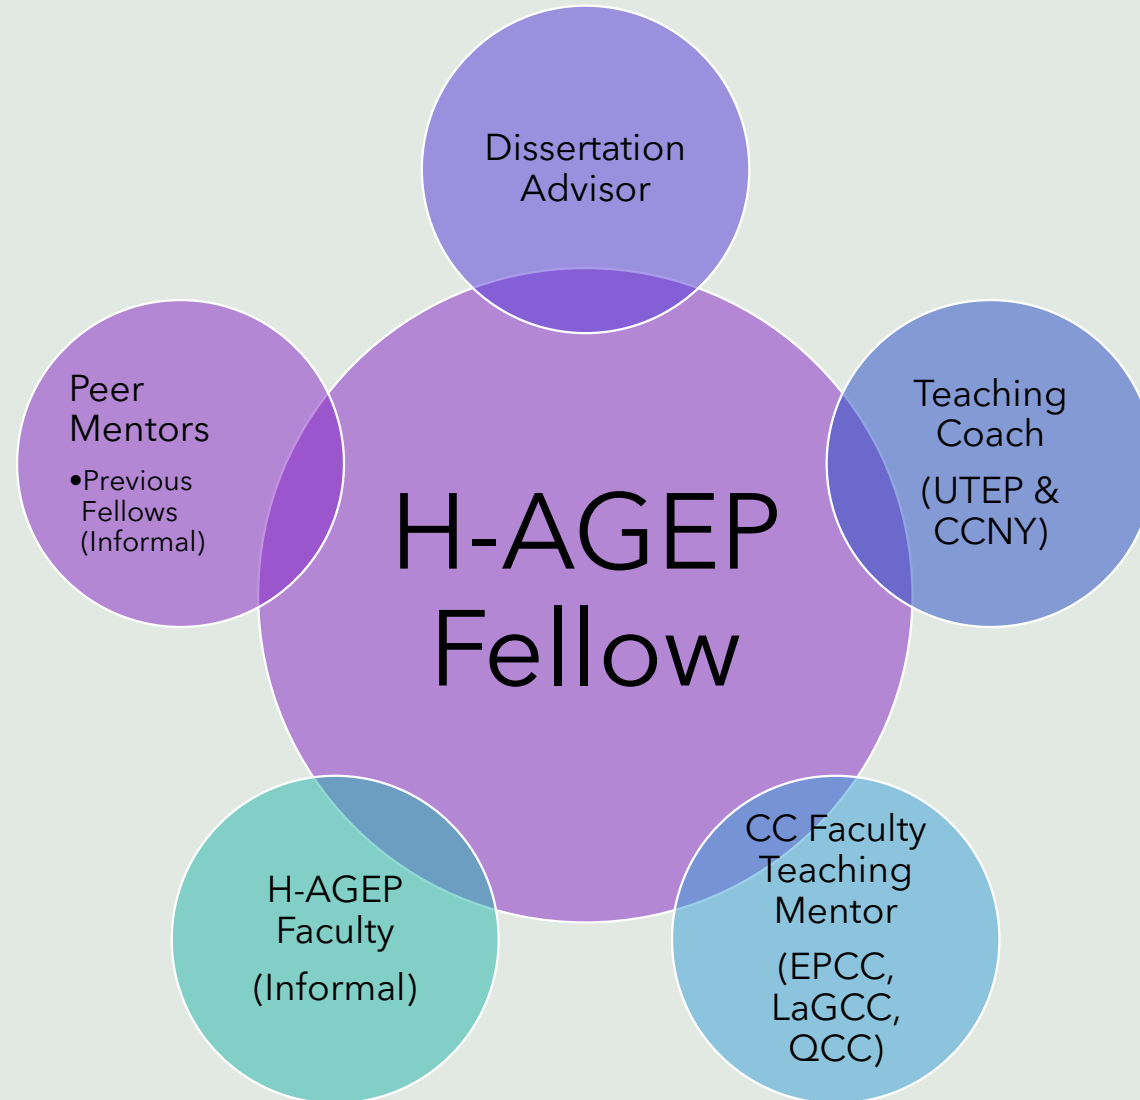 Dissertation
Advisor
Peer
Mentors
•Previous
Fellows
(Informal)
Teaching
Coach
(UTEP &
CCNY)
H-AGEP
Fellow
H-AGEP
Faculty
(Informal)
CC Faculty
Teaching
Mentor
(EPCC,
LaGCC,
QCC)